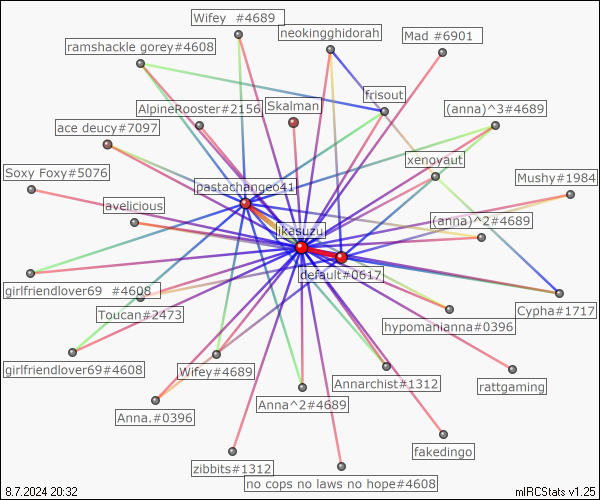 Wifey  #4689
neokingghidorah
Mad #6901
ramshackle gorey#4608
frisout
AlpineRooster#2156
Skalman
(anna)^3#4689
ace deucy#7097
xenoyaut
Soxy Foxy#5076
pastachangeo41
Mushy#1984
avelicious
(anna)^2#4689
ikasuzu
default#0617
girlfriendlover69  #4608
Toucan#2473
Cypha#1717
hypomanianna#0396
girlfriendlover69#4608
Wifey#4689
Annarchist#1312
rattgaming
Anna^2#4689
Anna.#0396
fakedingo
zibbits#1312
no cops no laws no hope#4608
8.7.2024 20:32
mIRCStats v1.25